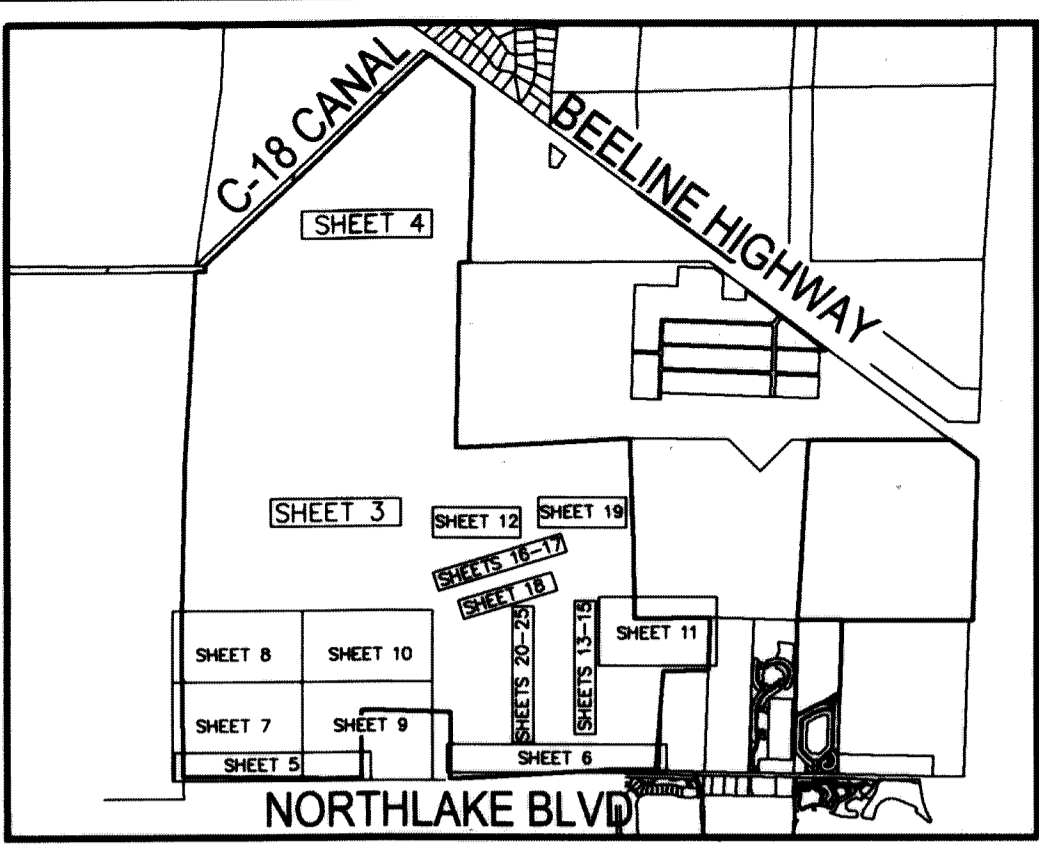 C-18 CANAL
BEELINE HIGHWAY
SHEET 4
SHEET 3
SHEET 12
SHEET 19
SHEETS 16-17
SHEET 18
SHEETS 20-25
SHEETS 13-15
SHEET 11
SHEET 8
SHEET 10
SHEET 7
SHEET 9
SHEET 5
SHEET 6
NORTHLAKE BLVD